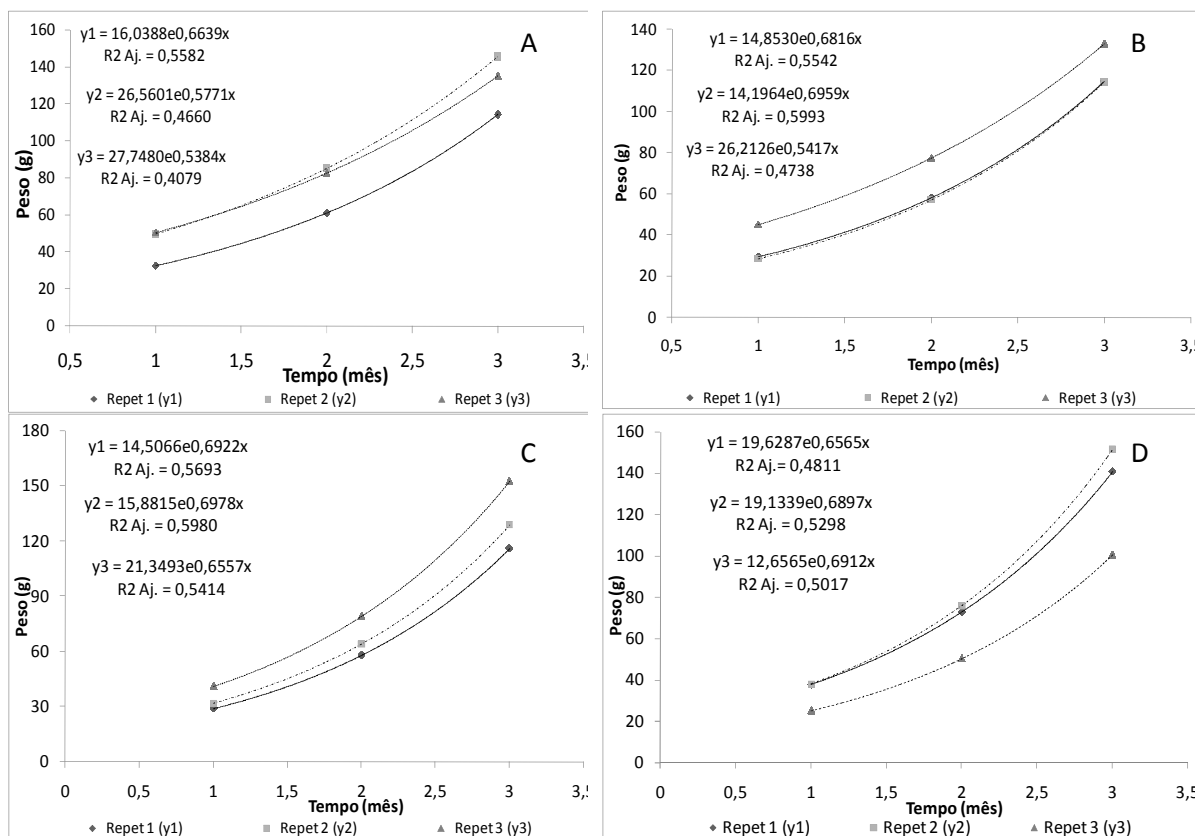 A
y1 = 16,0388e0,6639x
R2 Aj. = 0,5582
y2 = 26,5601e0,5771x
R2 Aj. = 0,4660
y3 = 27,7480e0,5384x
R2 Aj. = 0,4079
Peso (g)
160
140
120
100
80
60
40
20
0
0,5 1 1,5 2 2,5 3 3,5
Tempo (mês)
Repet 1 (y1) Repet 2 (y2) Repet 3 (y3)
B
y1 = 14,8530e0,6816x
R2 Aj. = 0,5542
y2 = 14,1964e0,6959x
R2 Aj. = 0,5993
y3 = 26,2126e0,5417x
R2 Aj. = 0,4738
Peso (g)
140
120
100
80
60
40
20
0
0,5 1 1,5 2 2,5 3 3,5
Tempo (mês)
Repet 1 (y1) Repet 2 (y2) Repet 3 (y3)
C
y1 = 14,5066e0,6922x
R2 Aj. = 0,5693
y2 = 15,8815e0,6978x
R2 Aj. = 0,5980
y3 = 21,3493e0,6557x
R2 Aj. = 0,5414
Peso (g)
180
150
120
90
60
30
0
0 0,5 1 1,5 2 2,5 3 3,5
Tempo (mês)
Repet 1 (y1) Repet 2 (y2) Repet 3 (y3)
D
y1 = 19,6287e0,6565x
R2 Aj.= 0,4811
y2 = 19,1339e0,6897x
R2 Aj. = 0,5298
y3 = 12,6565e0,6912x
R2 Aj. = 0,5017
Peso (g)
160
140
120
100
80
60
40
20
0
0 0,5 1 1,5 2 2,5 3 3,5
Tempo (mês)
Repet 1 (y1) Repet 2 (y2) Repet 3 (y3)